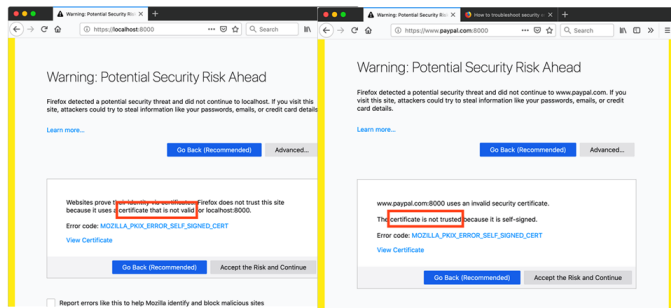 Warning: Potential Security Ris
https://localhost:8000
Search
Warning: Potential Security Risk Ahead
Firefox detected a potential security threat and did not continue to localhost. If you visit this
site, attackers could try to steal information like your passwords, emails, or credit card details
Learn more...
Go Back (Recommended)
Advanced...
Websites prove their identity via certificates. Firefox does not trust this site
because it uses a certificate that is not valid for localhost:8000.
Error code: MOZILLA_PKIX_ERROR_SELF_SIGNED_CERT
View Certificate
Go Back (Recommended)
Accept the Risk and Continue
Report errors like this to help Mozilla identify and block malicious sites
Warning: Potential Security Ris
How to troubleshoot security
https://www.paypal.com:8000
Search
Warning: Potential Security Risk Ahead
Firefox detected a potential security threat and did not continue to www.paypal.com. If you
visit this site, attackers could try to steal information like your passwords, emails, or credit
card details.
Learn more...
Go Back (Recommended)
Advanced...
www.paypal.com:8000 uses an invalid security certificate.
The certificate is not trusted because it is self-signed.
Error code: MOZILLA_PKIX_ERROR_SELF_SIGNED_CERT
View Certificate
Go Back (Recommended)
Accept the Risk and Continue